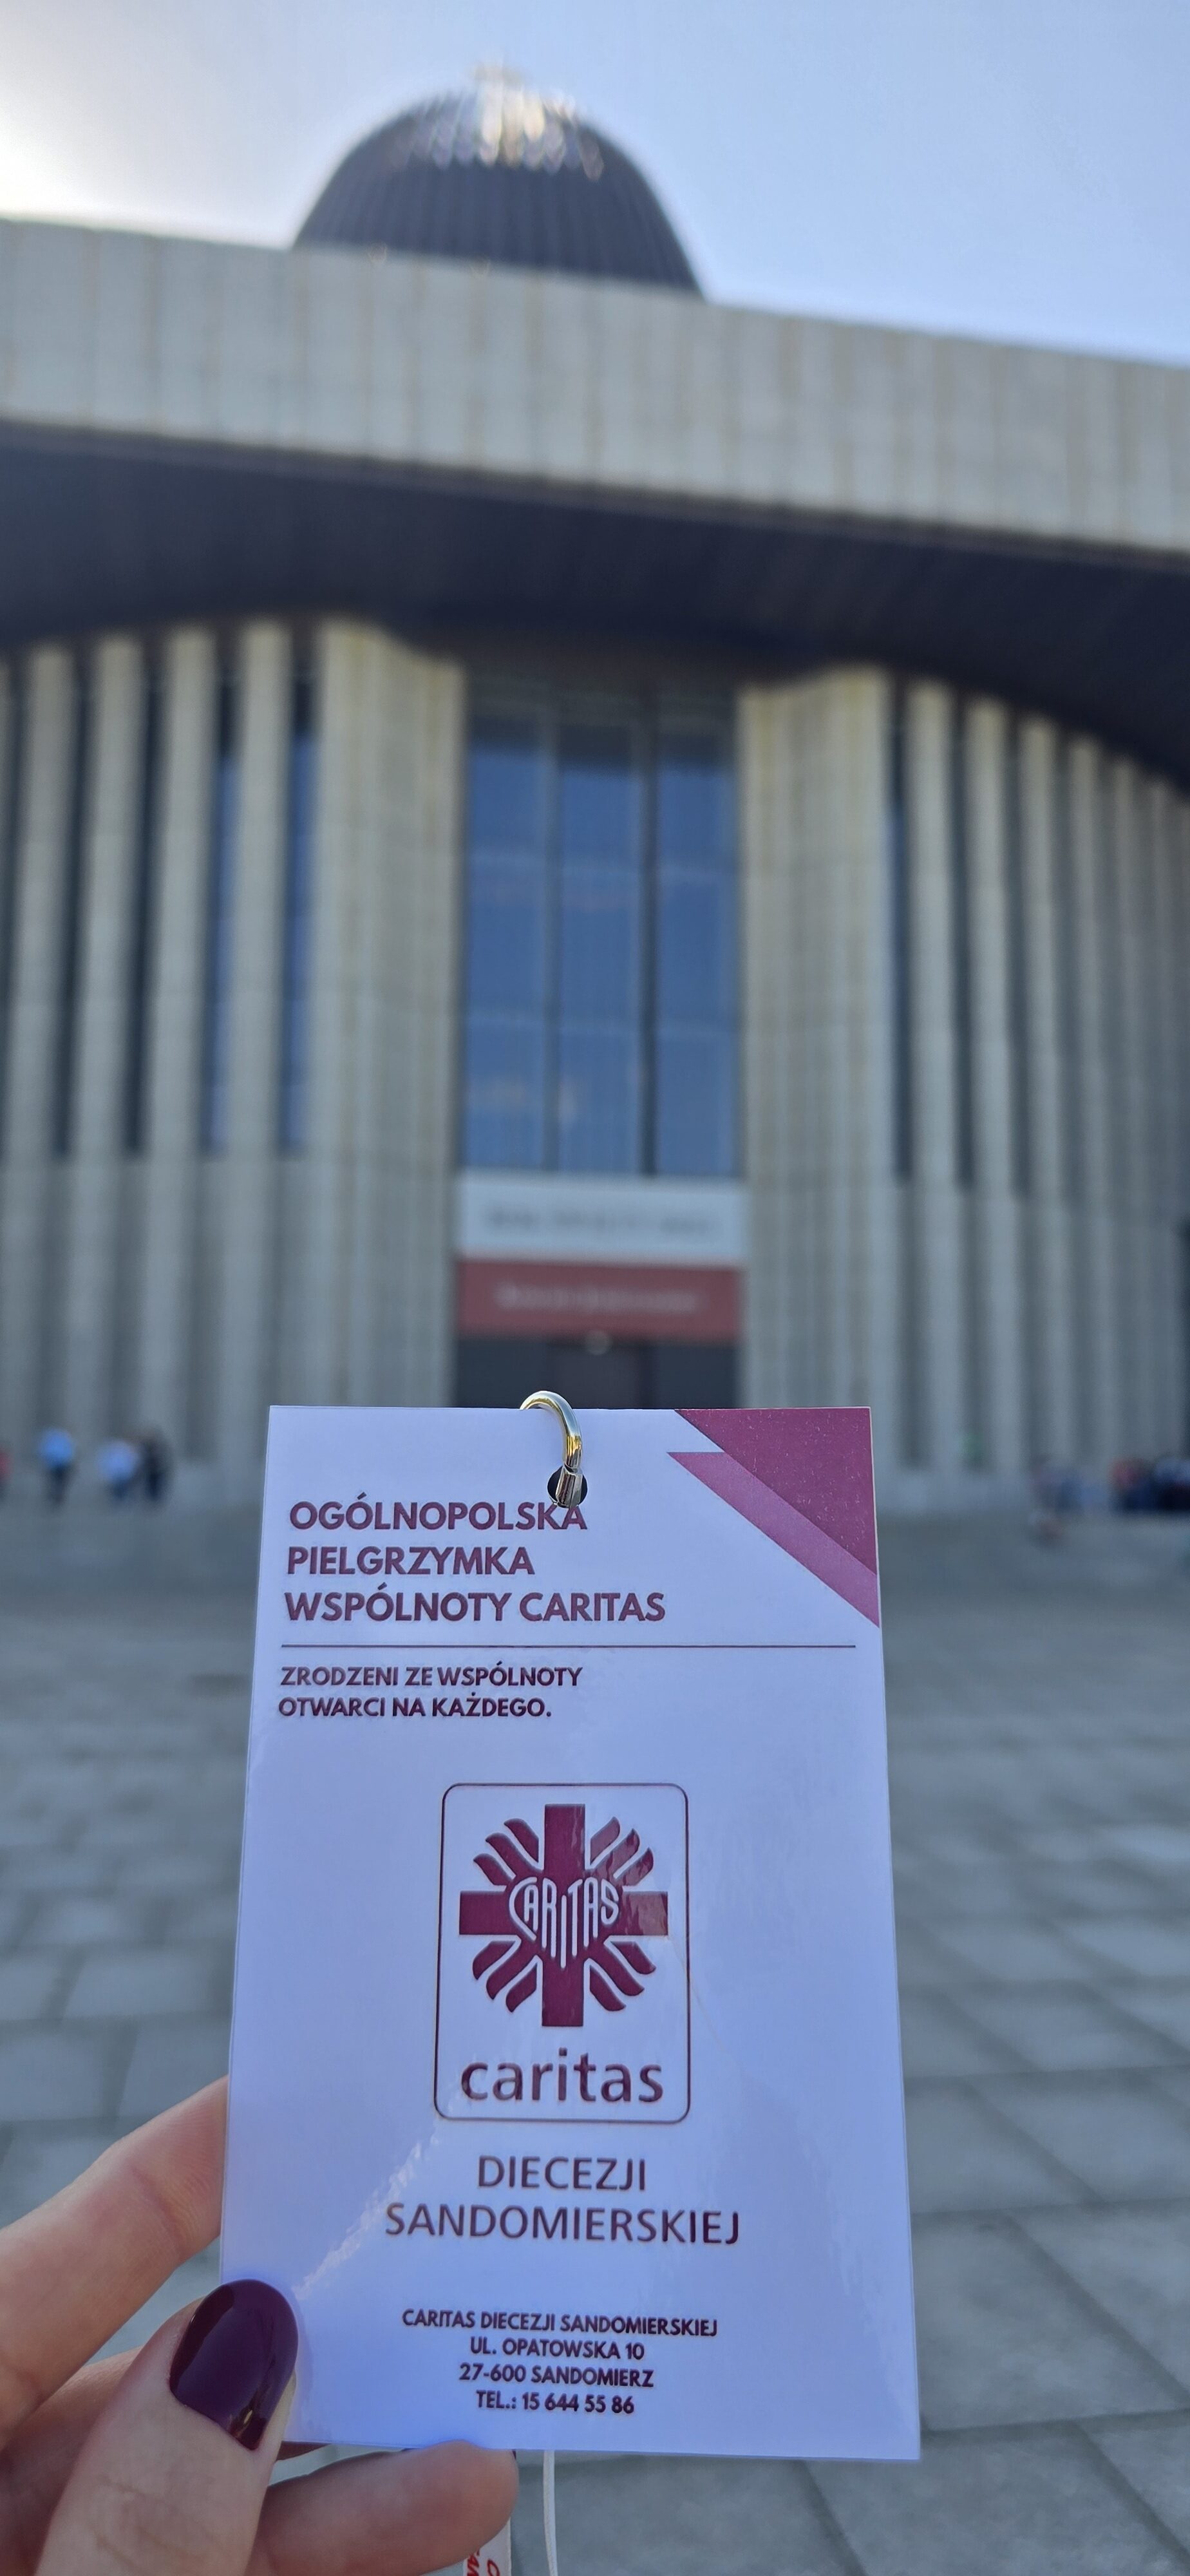 OGÓLNOPOLSKA
PIELGRZYMKA
WSPÓLNOTY CARITAS
ZRODZENI ZE WSPÓLNOTY
OTWARCI NA KAŻDEGO.
CARITAS
caritas
DIECEZJI
SANDOMIERSKIEJ
CARITAS DIECEZJI SANDOMIERSKIEJ
UL. OPATOWSKA 10
27-600 SANDOMIERZ
TEL.: 15 644 55 86